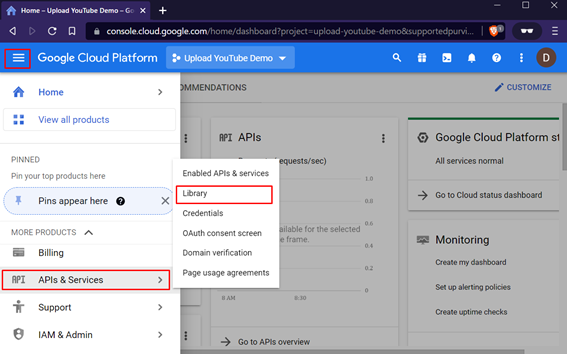 Home – Upload YouTube Demo – Goo
console.cloud.google.com/home/dashboard?project=upload-youtube-demo&supportedpurvi...
Google Cloud Platform
Upload YouTube Demo
D
Home
View all products
PINNED
Pin your top products here
Pins appear here
MORE PRODUCTS
Billing
API
APIs & Services
Support
IAM & Admin
Enabled APIs & services
Library
Credentials
OAuth consent screen
Domain verification
Page usage agreements
OMMENDATIONS
CUSTOMIZE
API
APIs
equests/sec)
1.0
0.8
ailable for the selected
e frame.
0.4
0.2
0
8 AM
8:30
Go to APIs overview
Google Cloud Platform st
All services normal
Go to Cloud status dashboard
Monitoring
Create my dashboard
Set up alerting policies
Create uptime checks